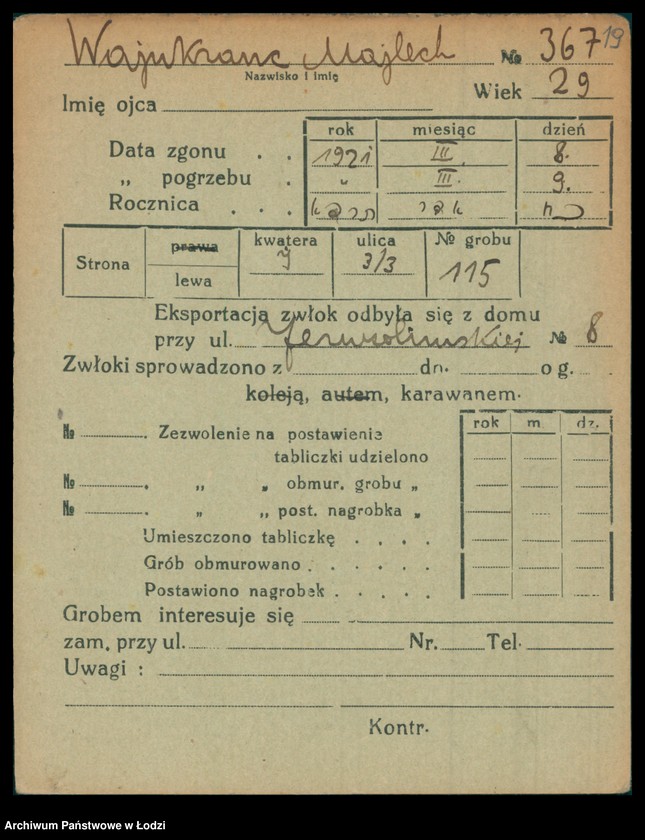 Wajnkranc Majlech № 36719
Nazwisko i imię
Wiek 29
Imię ojca
rok miesiąc dzień
Data zgonu . . 1921 III. 8.
„ pogrzebu . „ III. 9.
Rocznica . . .
Strona prawa lewa kwatera J ulica 3/3 № grobu 115
Eksportacja zwłok odbyła się z domu
przy ul. Jerozolimskiej № 8
Zwłoki sprowadzono z dn. o g.
koleją, autem, karawanem.
rok m. dz.
№ . Zezwolenie na postawienie
tabliczki udzielono
№ . „ „ obmur. grobu „
№ . „ „ post. nagrobka „
Umieszczono tabliczkę . . . .
Grób obmurowano . . . . . .
Postawiono nagrobek . . . . .
Grobem interesuje się
zam. przy ul. Nr. Tel.
Uwagi :
Kontr.
Archiwum Państwowe w Łodzi